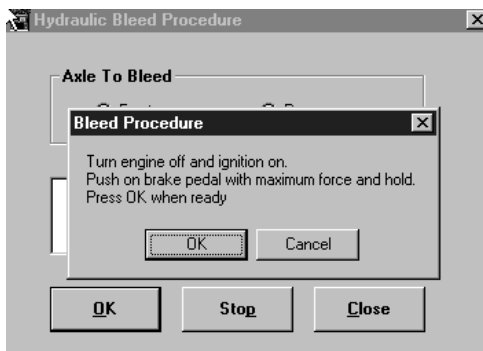 Hydraulic Bleed Procedure
Axle To Bleed
Bleed Procedure
Turn engine off and ignition on.
Push on brake pedal with maximum force and hold.
Press OK when ready
OK Cancel
OK Stop Close